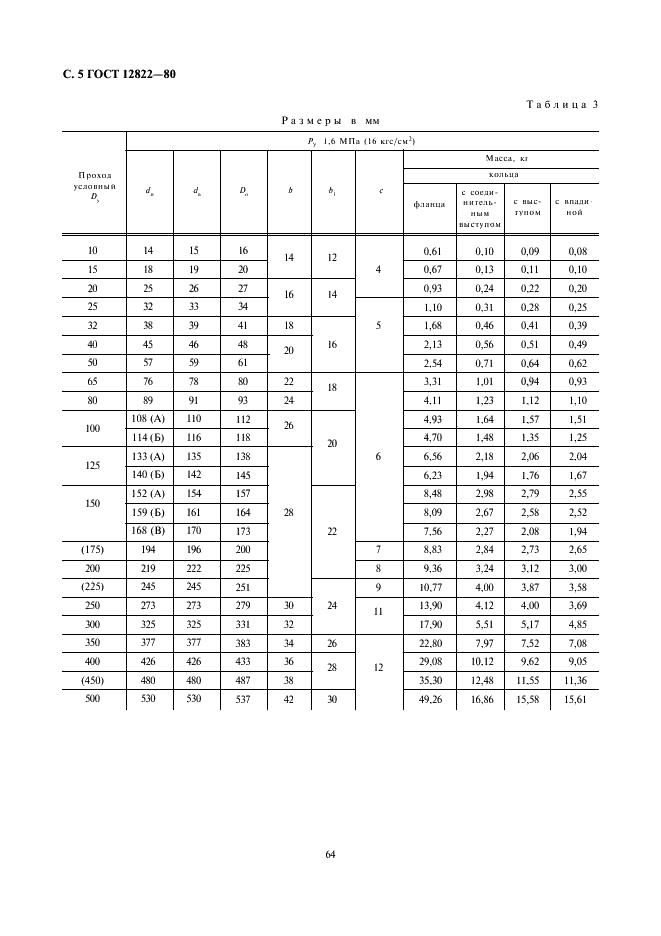 С. 5 ГОСТ 12822—80
Таблица 3
Размеры в мм
Проход условный Dу | dн | dв | Dо | b | b1 | c | Ру 1,6 МПа (16 кгс/см²)
Масса, кг
кольца
фланца | с соединительным выступом | с выступом | с впадиной
10 14 15 16 14 12 4 0,61 0,10 0,09 0,08
15 18 19 20 0,67 0,13 0,11 0,10
20 25 26 27 16 14 0,93 0,24 0,22 0,20
25 32 33 34 5 1,10 0,31 0,28 0,25
32 38 39 41 18 16 1,68 0,46 0,41 0,39
40 45 46 48 20 2,13 0,56 0,51 0,49
50 57 59 61 2,54 0,71 0,64 0,62
65 76 78 80 22 18 6 3,31 1,01 0,94 0,93
80 89 91 93 24 4,11 1,23 1,12 1,10
100 108 (А) 110 112 26 20 4,93 1,64 1,57 1,51
114 (Б) 116 118 4,70 1,48 1,35 1,25
125 133 (А) 135 138 28 6,56 2,18 2,06 2,04
140 (Б) 142 145 6,23 1,94 1,76 1,67
150 152 (А) 154 157 22 8,48 2,98 2,79 2,55
159 (Б) 161 164 8,09 2,67 2,58 2,52
168 (В) 170 173 7,56 2,27 2,08 1,94
(175) 194 196 200 7 8,83 2,84 2,73 2,65
200 219 222 225 8 9,36 3,24 3,12 3,00
(225) 245 245 251 24 9 10,77 4,00 3,87 3,58
250 273 273 279 30 11 13,90 4,12 4,00 3,69
300 325 325 331 32 17,90 5,51 5,17 4,85
350 377 377 383 34 26 12 22,80 7,97 7,52 7,08
400 426 426 433 36 28 29,08 10,12 9,62 9,05
(450) 480 480 487 38 35,30 12,48 11,55 11,36
500 530 530 537 42 30 49,26 16,86 15,58 15,61
64